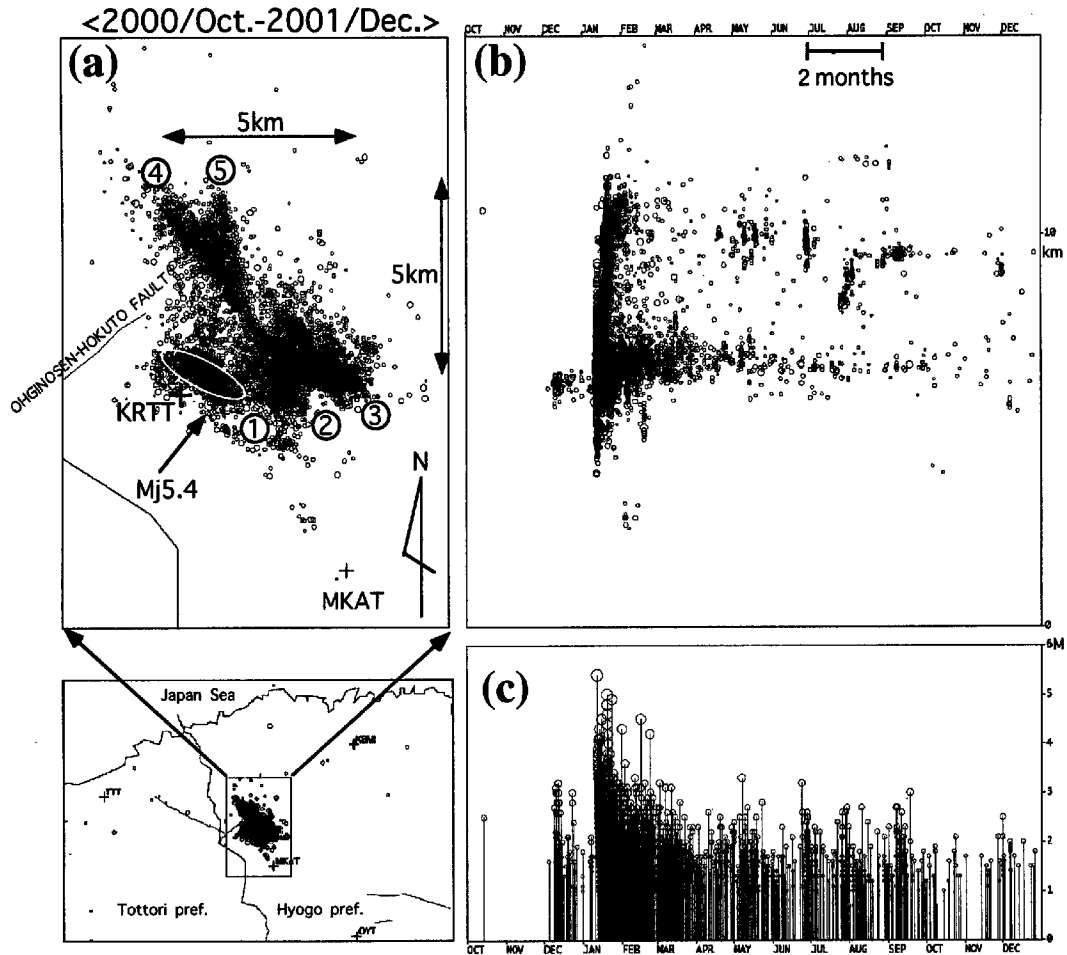 <2000/Oct.-2001/Dec.>
(a)
5km
④ ⑤
5km
OHGINOSEN-HOKUTO FAULT
KRTT
① ② ③
Mj5.4
N
MKAT
OCT NOV DEC JAN FEB MAR APR MAY JUN JUL AUG SEP OCT NOV DEC
(b)
2 months
10
km
0
Japan Sea
TTT
MKAT
Tottori pref. Hyogo pref.
OYT
6M
(c)
5
4
3
2
1
0
OCT NOV DEC JAN FEB MAR APR MAY JUN JUL AUG SEP OCT NOV DEC